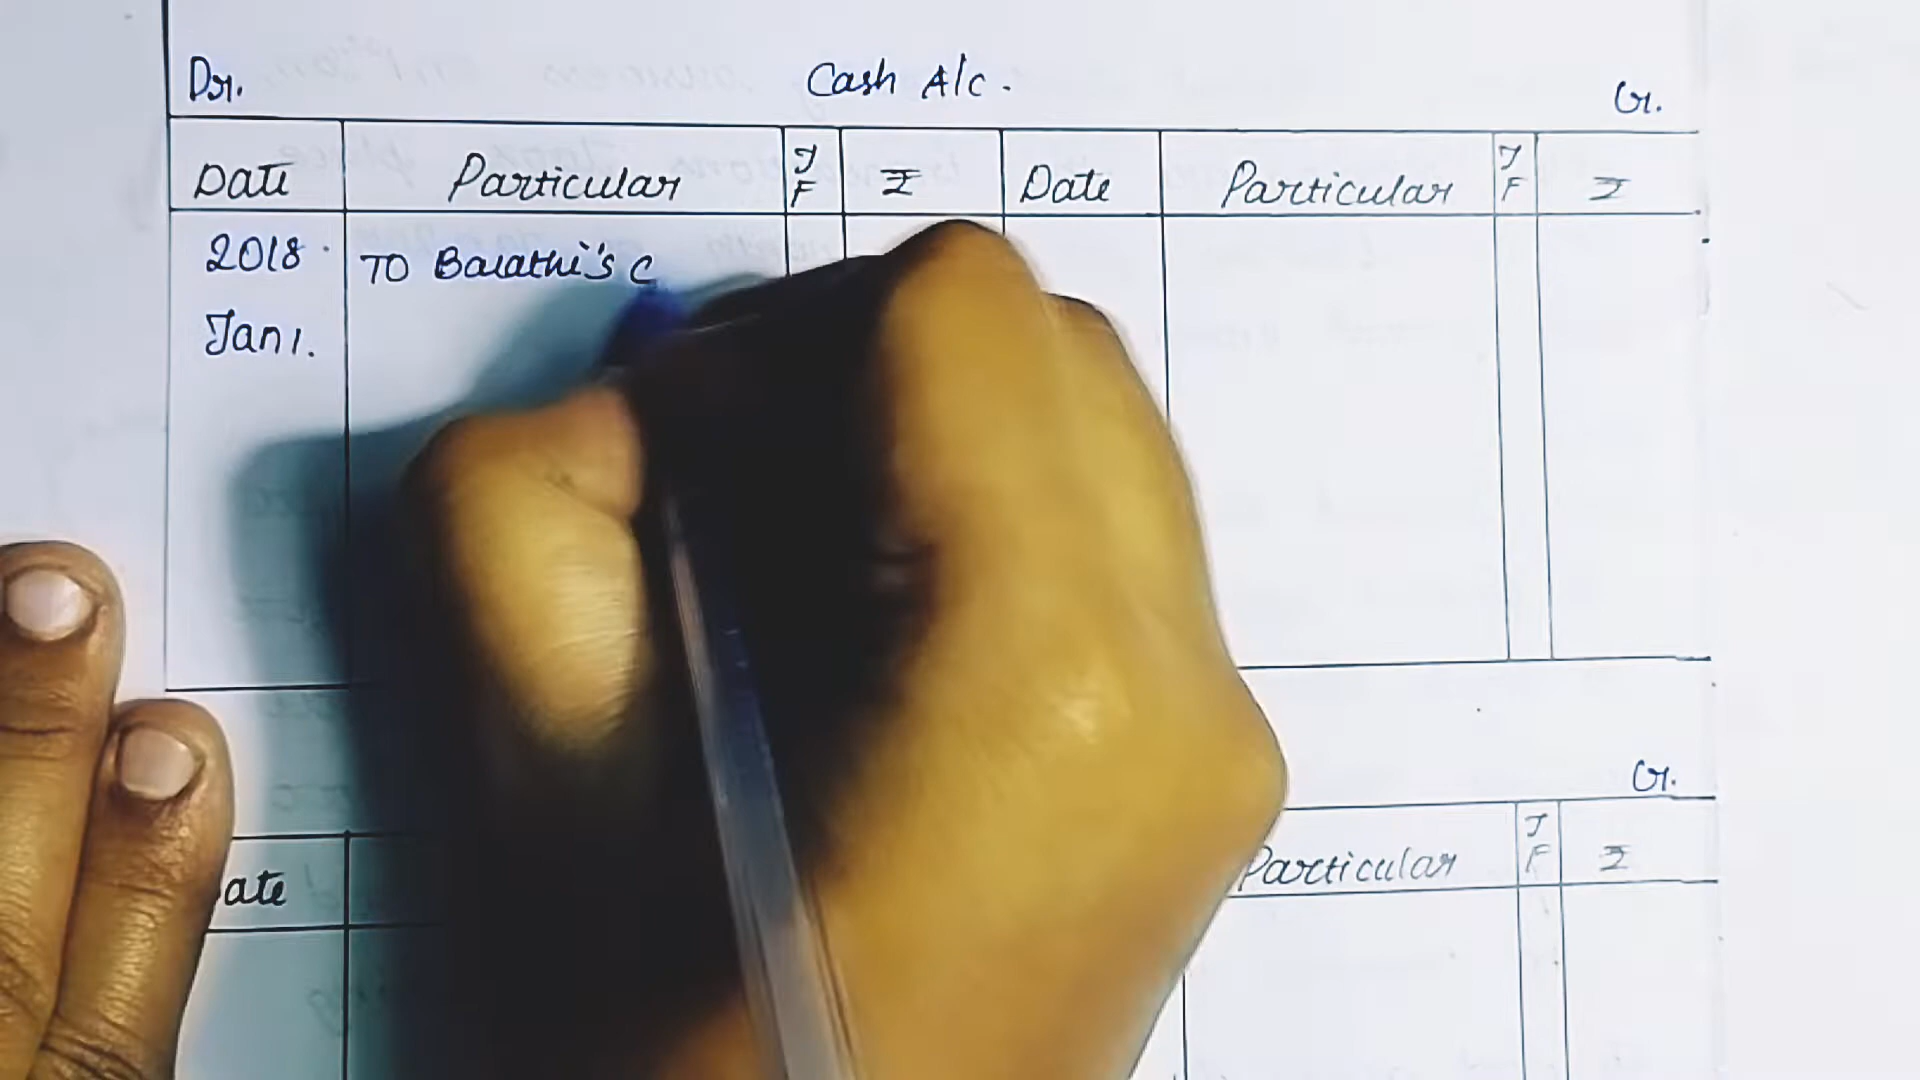 Dr. Cash A/c. Cr.
Date Particular J F ₹ Date Particular J F ₹
2018 To Barathi's C
Jan 1.
Cr.
ate Particular J F ₹